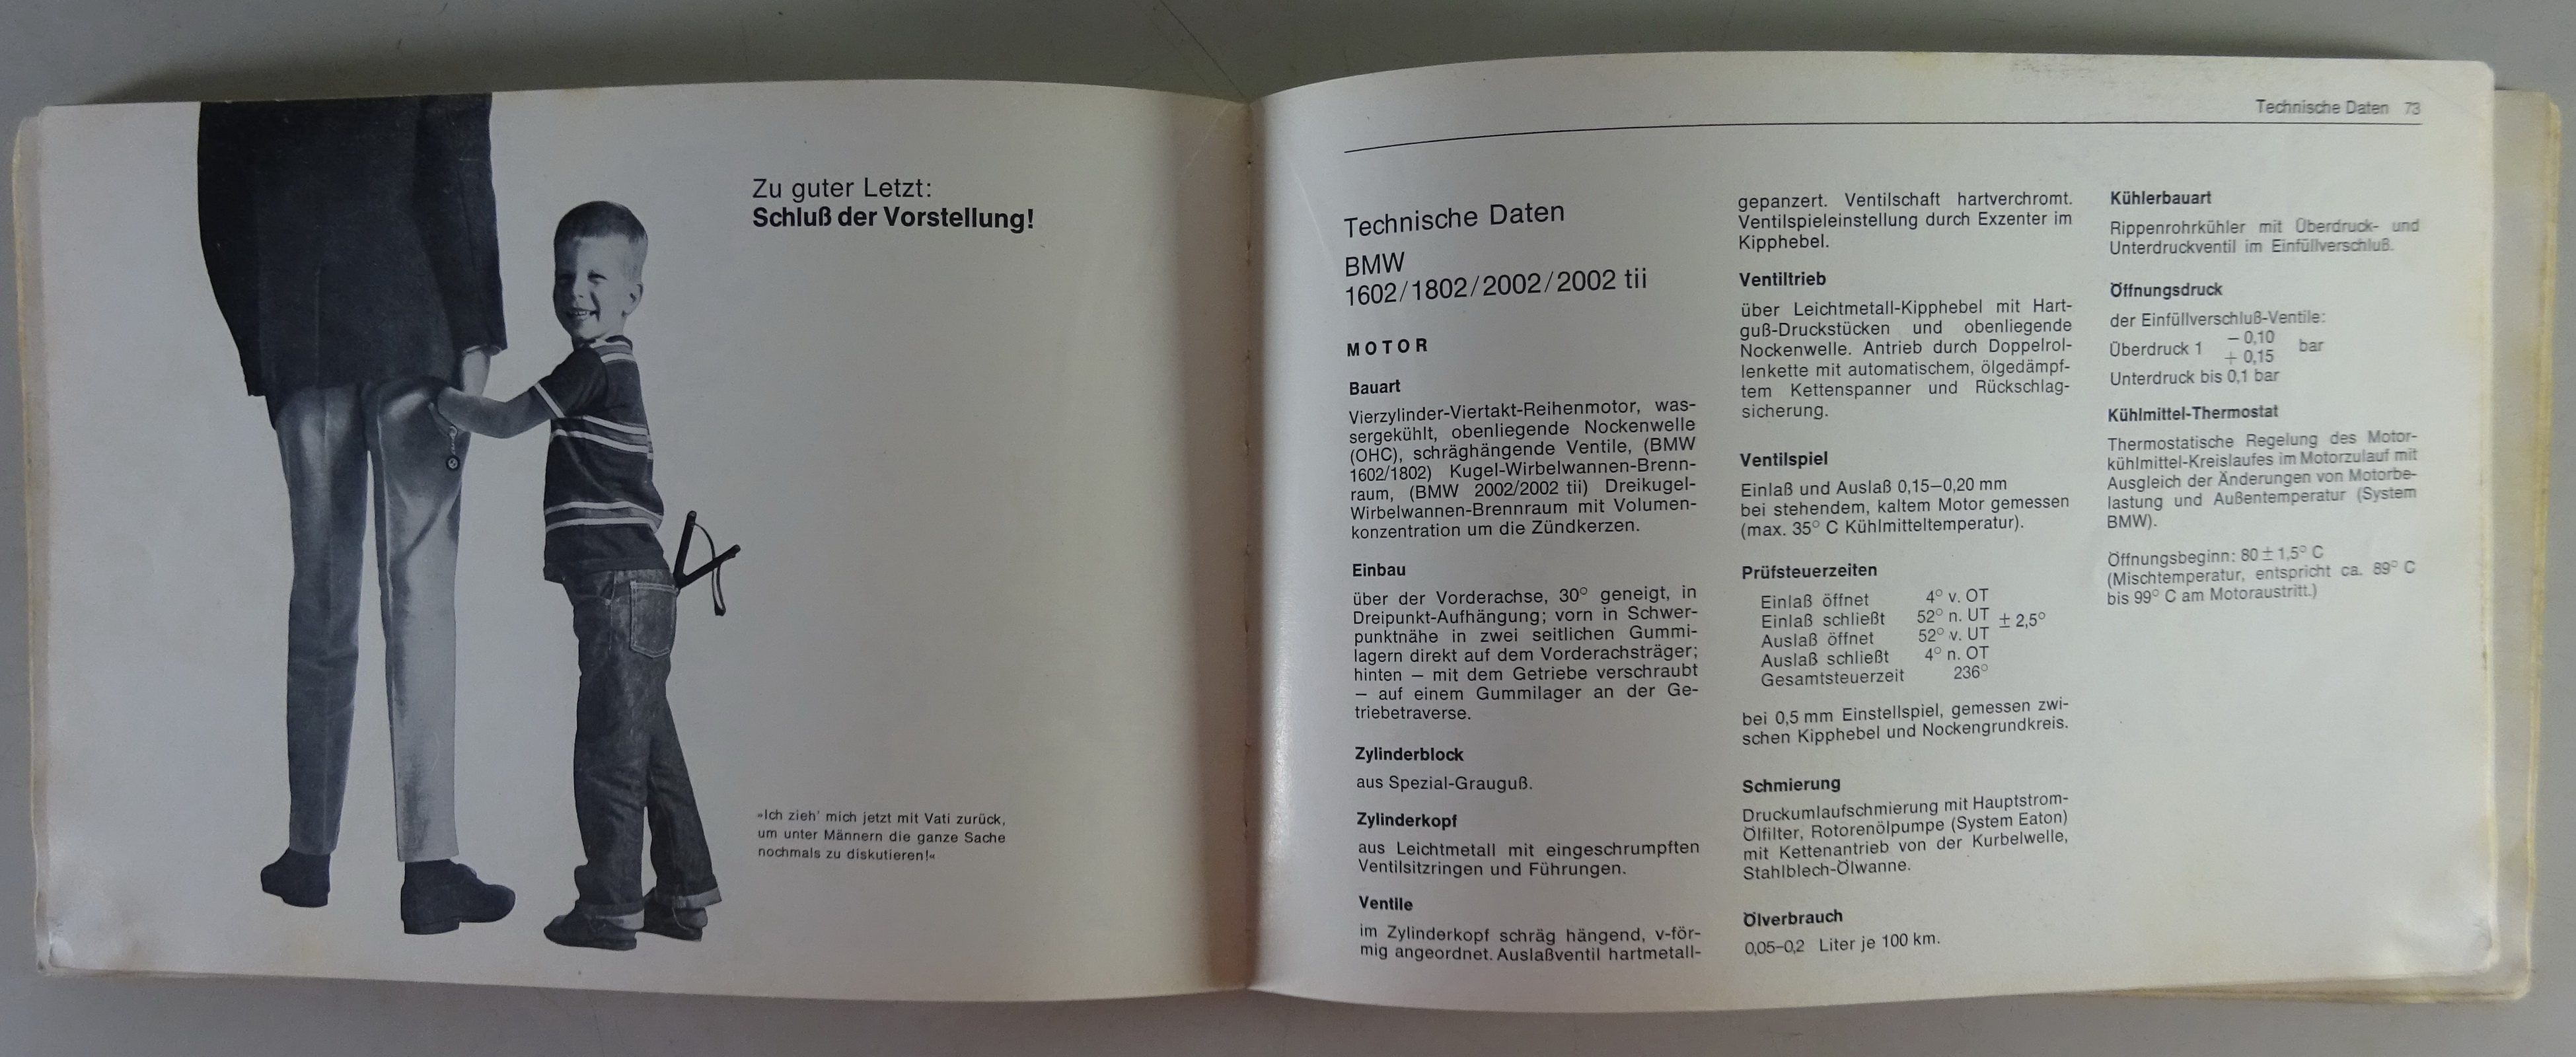 Zu guter Letzt:
Schluß der Vorstellung!
»Ich zieh' mich jetzt mit Vati zurück,
um unter Männern die ganze Sache
nochmals zu diskutieren!«
Technische Daten 73
Technische Daten
BMW
1602/1802/2002/2002 tii
MOTOR
Bauart
Vierzylinder-Viertakt-Reihenmotor, was-
sergekühlt, obenliegende Nockenwelle
(OHC), schräghängende Ventile, (BMW
1602/1802) Kugel-Wirbelwannen-Brenn-
raum, (BMW 2002/2002 tii) Dreikugel-
Wirbelwannen-Brennraum mit Volumen-
konzentration um die Zündkerzen.
Einbau
über der Vorderachse, 30° geneigt, in
Dreipunkt-Aufhängung; vorn in Schwer-
punktnähe in zwei seitlichen Gummi-
lagern direkt auf dem Vorderachsträger;
hinten – mit dem Getriebe verschraubt
– auf einem Gummilager an der Ge-
triebetraverse.
Zylinderblock
aus Spezial-Grauguß.
Zylinderkopf
aus Leichtmetall mit eingeschrumpften
Ventilsitzringen und Führungen.
Ventile
im Zylinderkopf schräg hängend, v-för-
mig angeordnet. Auslaßventil hartmetall-
gepanzert. Ventilschaft hartverchromt.
Ventilspieleinstellung durch Exzenter im
Kipphebel.
Ventiltrieb
über Leichtmetall-Kipphebel mit Hart-
guß-Druckstücken und obenliegende
Nockenwelle. Antrieb durch Doppelrol-
lenkette mit automatischem, ölgedämpf-
tem Kettenspanner und Rückschlag-
sicherung.
Ventilspiel
Einlaß und Auslaß 0,15–0,20 mm
bei stehendem, kaltem Motor gemessen
(max. 35° C Kühlmitteltemperatur).
Prüfsteuerzeiten
Einlaß öffnet 4° v. OT
Einlaß schließt 52° n. UT ± 2,5°
Auslaß öffnet 52° v. UT
Auslaß schließt 4° n. OT
Gesamtsteuerzeit 236°
bei 0,5 mm Einstellspiel, gemessen zwi-
schen Kipphebel und Nockengrundkreis.
Schmierung
Druckumlaufschmierung mit Hauptstrom-
Ölfilter, Rotorenölpumpe (System Eaton)
mit Kettenantrieb von der Kurbelwelle,
Stahlblech-Ölwanne.
Ölverbrauch
0,05–0,2 Liter je 100 km.
Kühlerbauart
Rippenrohrkühler mit Überdruck- und
Unterdruckventil im Einfüllverschluß.
Öffnungsdruck
der Einfüllverschluß-Ventile:
Überdruck 1 – 0,10 + 0,15 bar
Unterdruck bis 0,1 bar
Kühlmittel-Thermostat
Thermostatische Regelung des Motor-
kühlmittel-Kreislaufes im Motorzulauf mit
Ausgleich der Änderungen von Motorbe-
lastung und Außentemperatur (System
BMW).
Öffnungsbeginn: 80 ± 1,5° C
(Mischtemperatur, entspricht ca. 89° C
bis 99° C am Motoraustritt.)